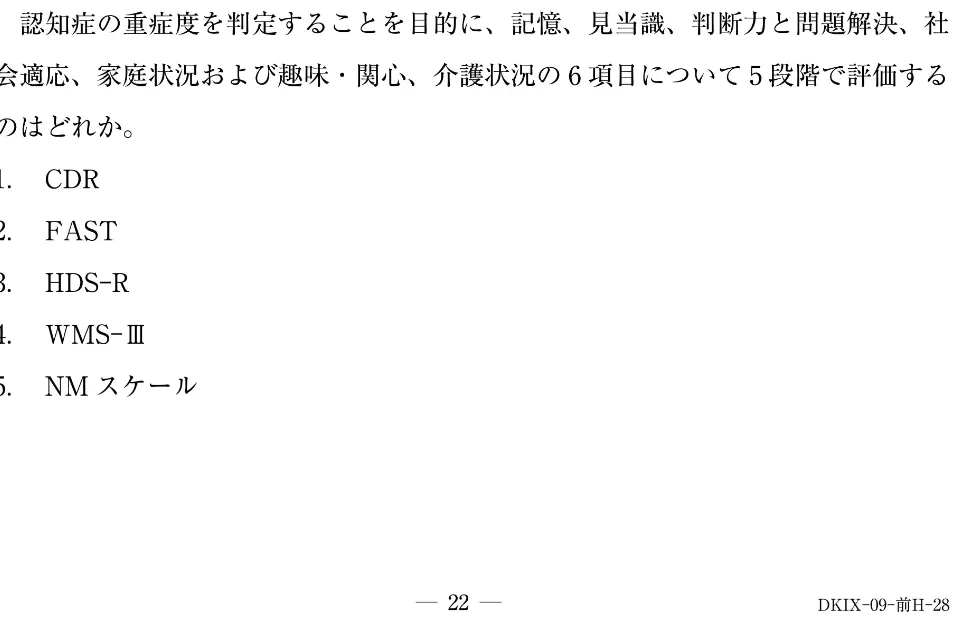 認知症の重症度を判定することを目的に、記憶、見当識、判断力と問題解決、社
会適応、家庭状況および趣味・関心、介護状況の6項目について5段階で評価する
のはどれか。
1. CDR
2. FAST
3. HDS-R
4. WMS-Ⅲ
5. NMスケール
— 22 —
DKIX-09-前H-28